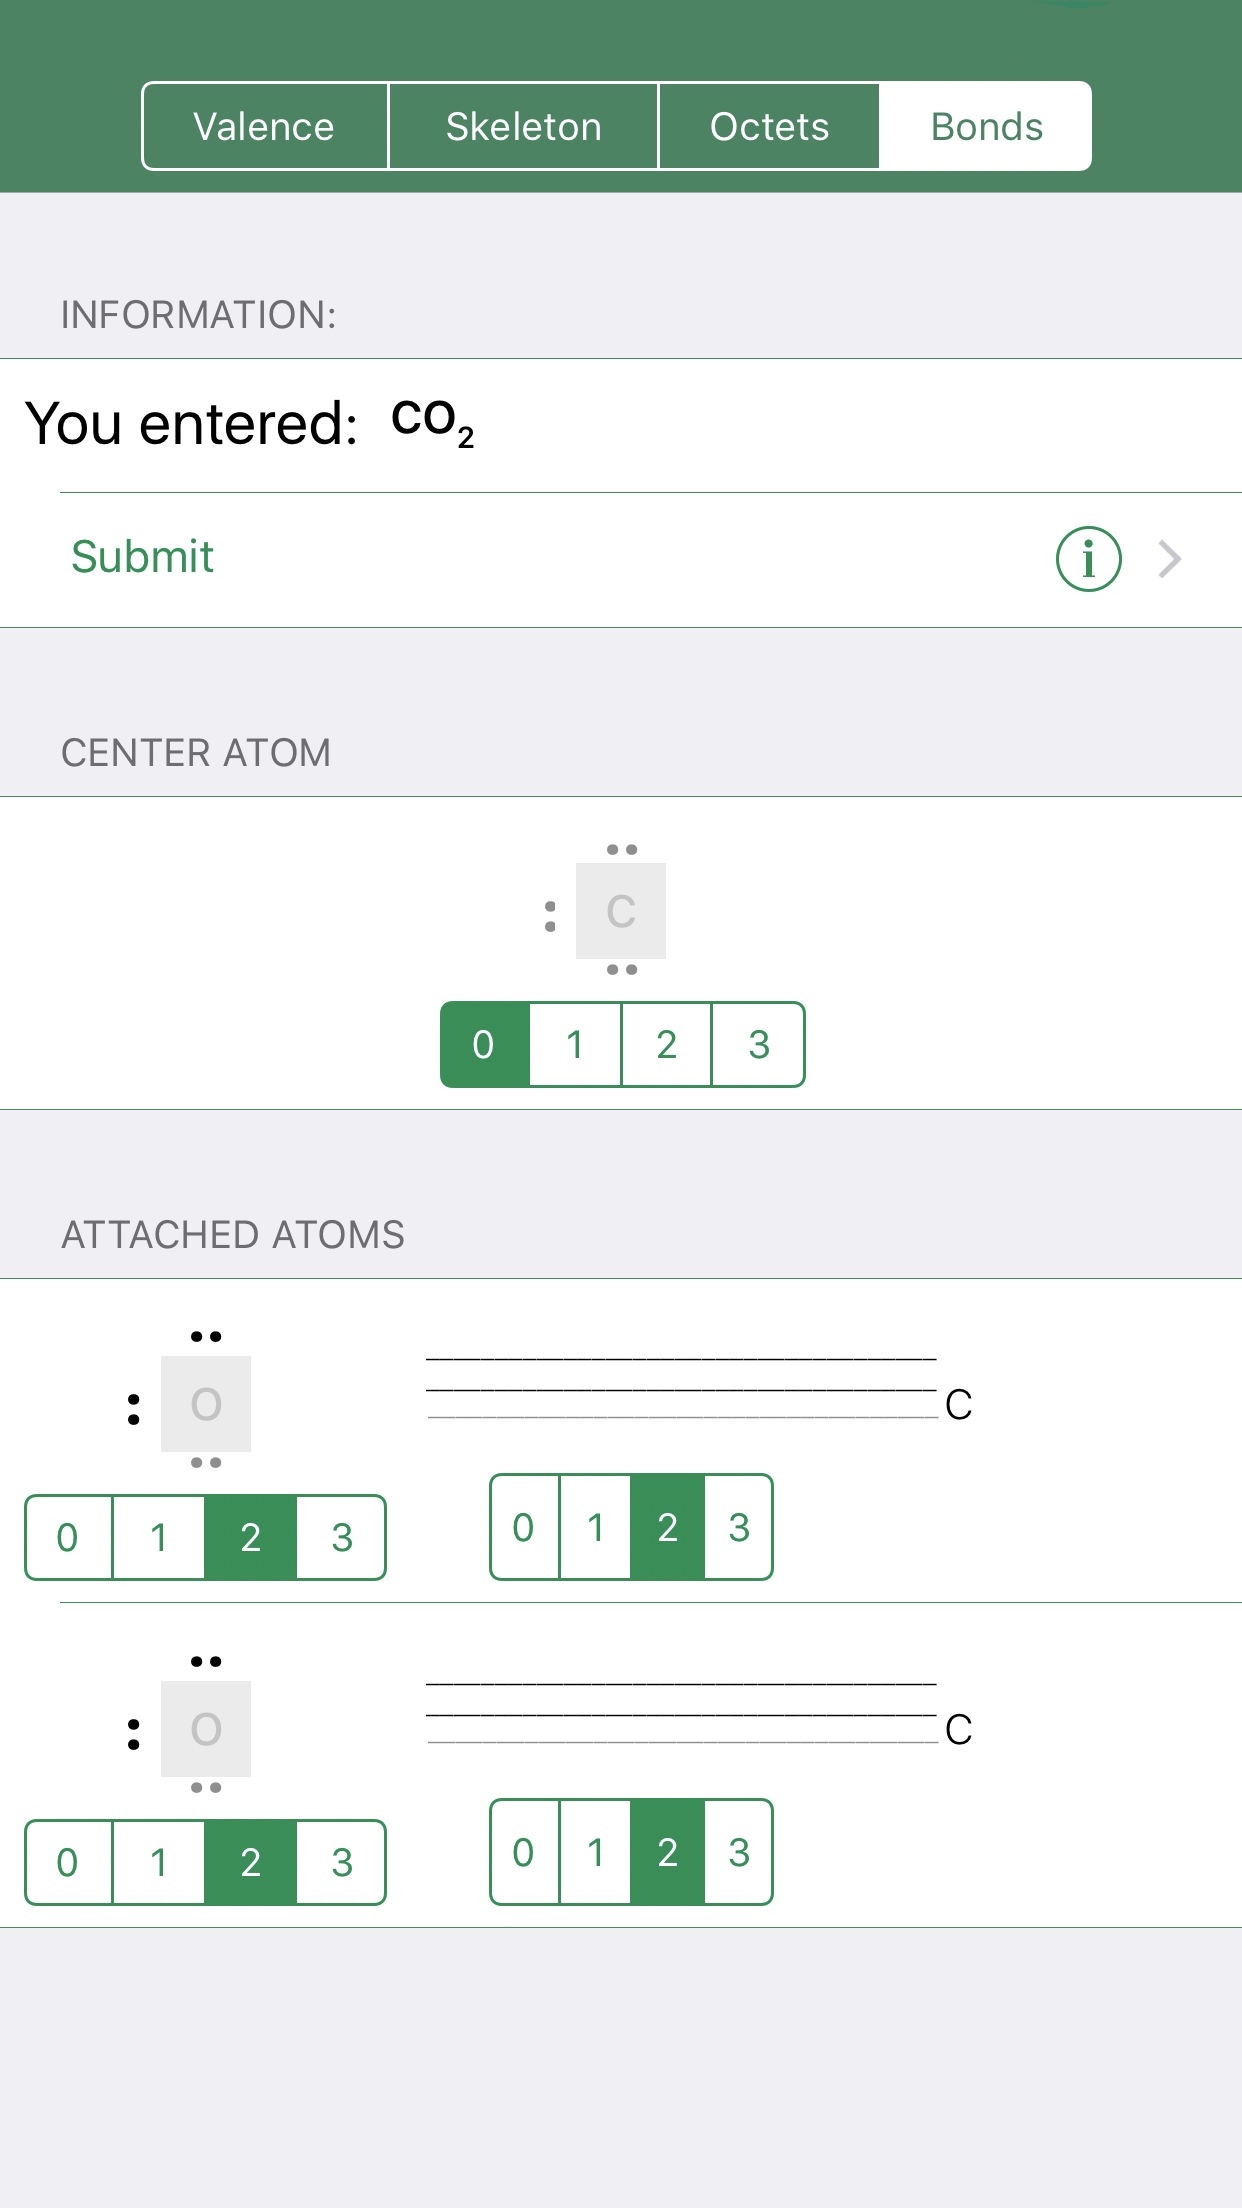 Valence Skeleton Octets Bonds
INFORMATION:
You entered: CO₂
Submit i
CENTER ATOM
C
0 1 2 3
ATTACHED ATOMS
O C
0 1 2 3 0 1 2 3
O C
0 1 2 3 0 1 2 3